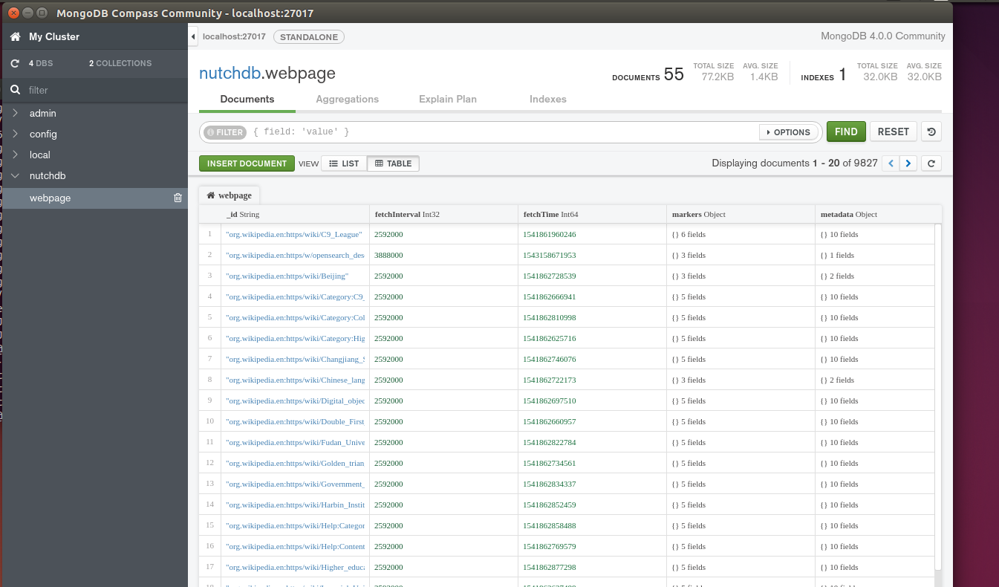 MongoDB Compass Community - localhost:27017
My Cluster
4 DBS 2 COLLECTIONS
filter
admin
config
local
nutchdb
webpage
localhost:27017 STANDALONE MongoDB 4.0.0 Community
nutchdb.webpage
DOCUMENTS 55 TOTAL SIZE 77.2KB AVG. SIZE 1.4KB INDEXES 1 TOTAL SIZE 32.0KB AVG. SIZE 32.0KB
Documents Aggregations Explain Plan Indexes
FILTER { field: 'value' } OPTIONS FIND RESET
INSERT DOCUMENT VIEW LIST TABLE Displaying documents 1 - 20 of 9827
webpage
_id String fetchInterval Int32 fetchTime Int64 markers Object metadata Object
1 "org.wikipedia.en:https/wiki/C9_League" 2592000 1541861960246 {} 6 fields {} 10 fields
2 "org.wikipedia.en:https/w/opensearch_des 3888000 1543158671953 {} 3 fields {} 1 fields
3 "org.wikipedia.en:https/wiki/Beijing" 2592000 1541862728539 {} 3 fields {} 2 fields
4 "org.wikipedia.en:https/wiki/Category:C9_ 2592000 1541862666941 {} 5 fields {} 10 fields
5 "org.wikipedia.en:https/wiki/Category:Col 2592000 1541862810998 {} 5 fields {} 10 fields
6 "org.wikipedia.en:https/wiki/Category:Hig 2592000 1541862625716 {} 5 fields {} 10 fields
7 "org.wikipedia.en:https/wiki/Changjiang_S 2592000 1541862746076 {} 5 fields {} 10 fields
8 "org.wikipedia.en:https/wiki/Chinese_lang 2592000 1541862722173 {} 3 fields {} 2 fields
9 "org.wikipedia.en:https/wiki/Digital_objec 2592000 1541862697510 {} 5 fields {} 10 fields
10 "org.wikipedia.en:https/wiki/Double_First 2592000 1541862660957 {} 5 fields {} 10 fields
11 "org.wikipedia.en:https/wiki/Fudan_Unive 2592000 1541862822784 {} 5 fields {} 10 fields
12 "org.wikipedia.en:https/wiki/Golden_trian 2592000 1541862734561 {} 5 fields {} 10 fields
13 "org.wikipedia.en:https/wiki/Government_ 2592000 1541862834337 {} 5 fields {} 10 fields
14 "org.wikipedia.en:https/wiki/Harbin_Instit 2592000 1541862852459 {} 5 fields {} 10 fields
15 "org.wikipedia.en:https/wiki/Help:Categor 2592000 1541862858488 {} 5 fields {} 10 fields
16 "org.wikipedia.en:https/wiki/Help:Content 2592000 1541862769579 {} 5 fields {} 10 fields
17 "org.wikipedia.en:https/wiki/Higher_educa 2592000 1541862877298 {} 5 fields {} 10 fields